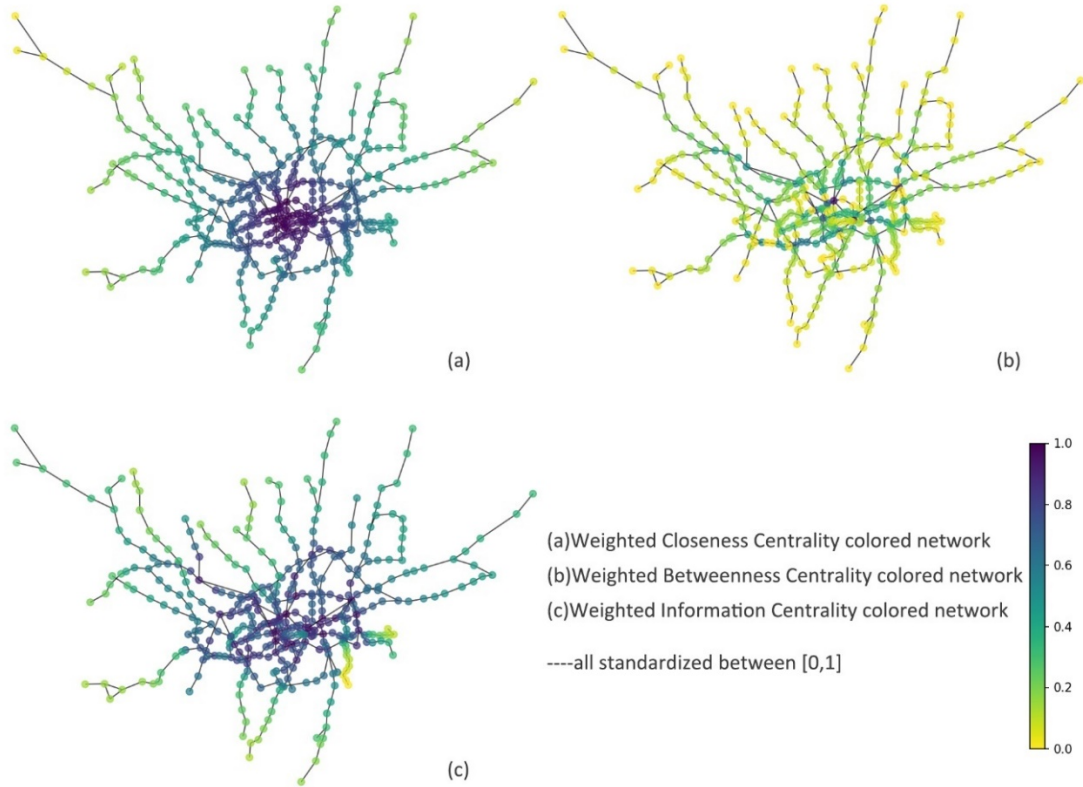 (a)
(b)
(a)Weighted Closeness Centrality colored network
(b)Weighted Betweenness Centrality colored network
(c)Weighted Information Centrality colored network
----all standardized between [0,1]
1.0
0.8
0.6
0.4
0.2
0.0
(c)